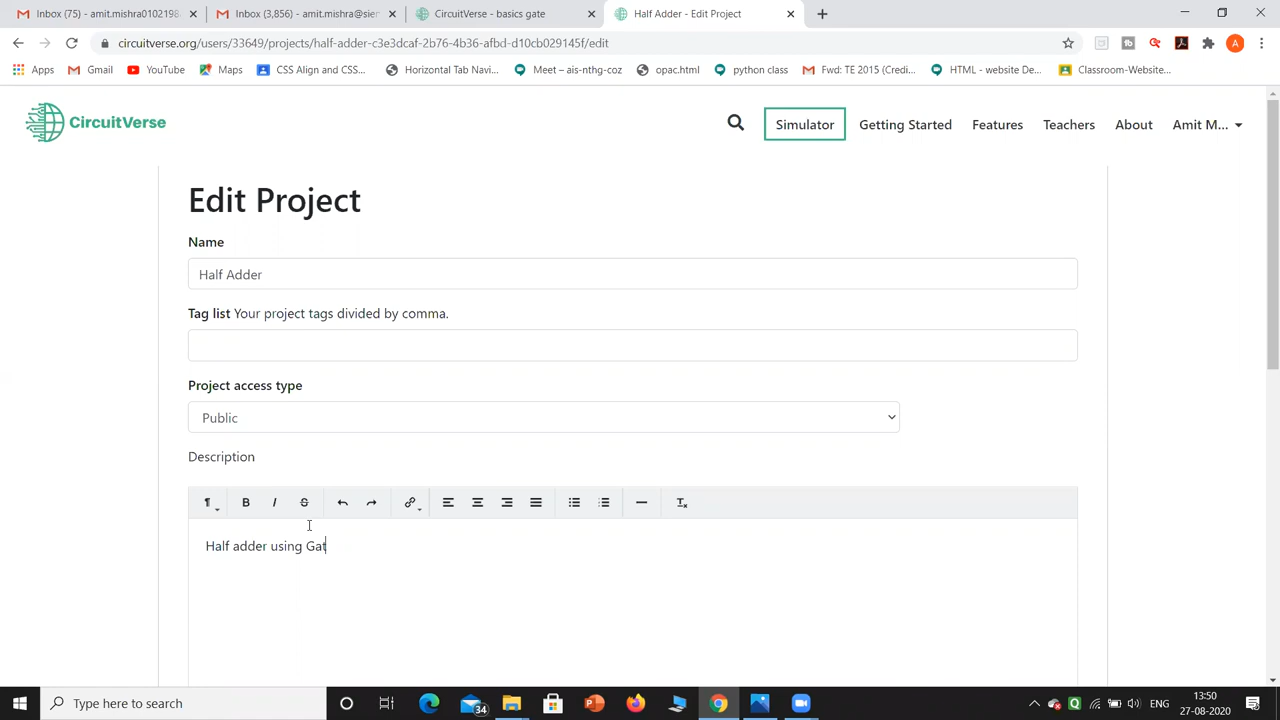 Inbox (75) - amit.mishra0102198
Inbox (3,856) - amit.mishra@sier
CircuitVerse - basics gate
Half Adder - Edit Project
circuitverse.org/users/33649/projects/half-adder-c3e3dcaf-2b76-4b36-afbd-d10cb029145f/edit
A
Apps
Gmail
YouTube
Maps
CSS Align and CSS...
Horizontal Tab Navi...
Meet – ais-nthg-coz
opac.html
python class
Fwd: TE 2015 (Credi...
HTML - website De...
Classroom-Website...
CircuitVerse
Simulator
Getting Started
Features
Teachers
About
Amit M...
Edit Project
Name
Half Adder
Tag list Your project tags divided by comma.
Project access type
Public
Description
Half adder using Gat
Type here to search
34
ENG
13:50
27-08-2020